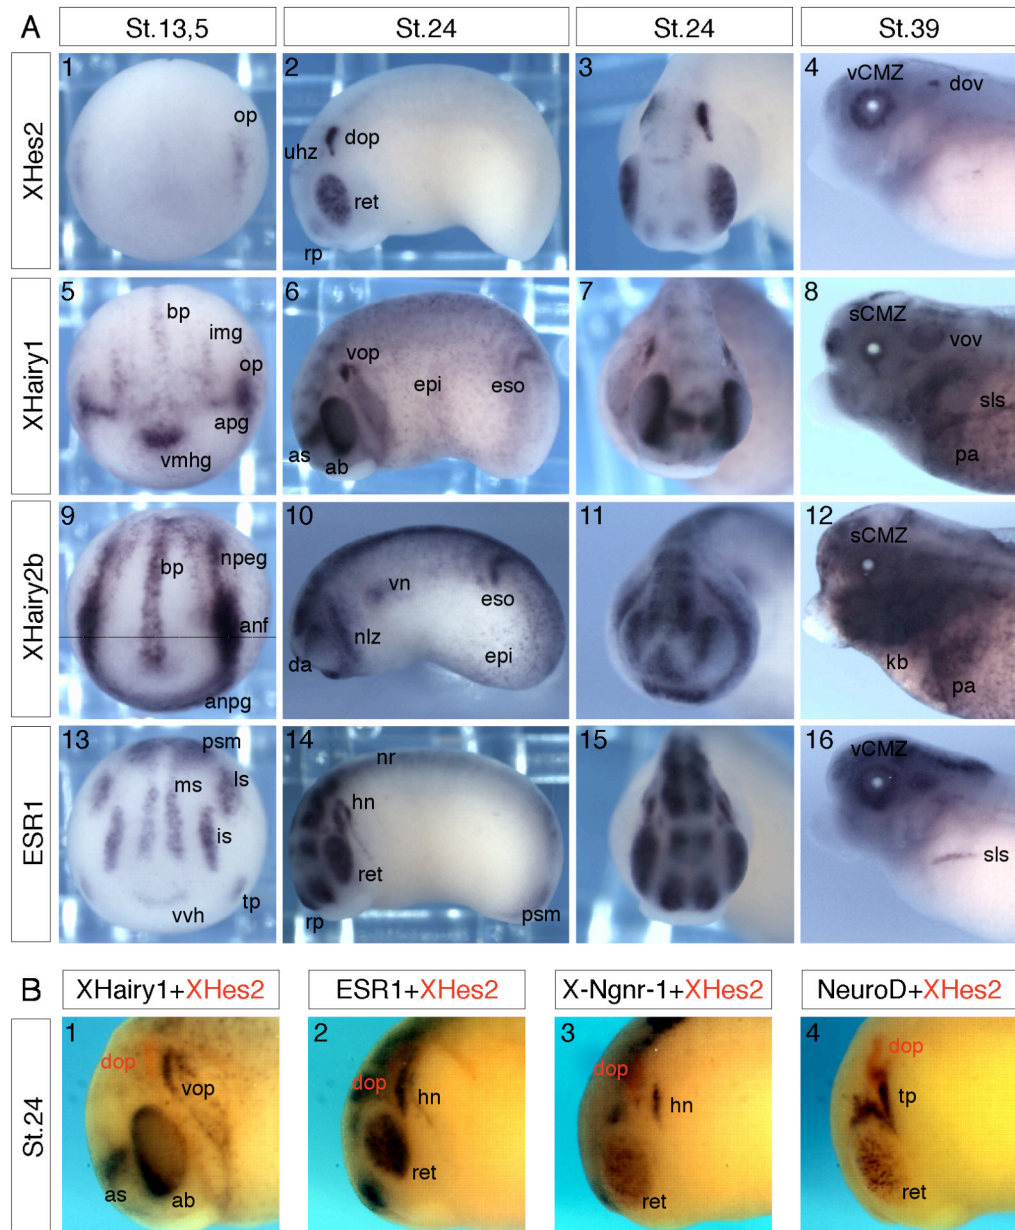 A
St.13,5
St.24
St.24
St.39
XHes2
1
op
2
dop
uhz
ret
rp
3
4
vCMZ
dov
XHairy1
5
bp
img
op
apg
vmhg
6
vop
epi
eso
as
ab
7
8
sCMZ
vov
sls
pa
XHairy2b
9
bp
npeg
anf
anpg
10
vn
eso
nlz
epi
da
11
12
sCMZ
kb
pa
ESR1
13
psm
ms
ls
is
tp
vvh
14
nr
hn
ret
rp
psm
15
16
vCMZ
sls
B
XHairy1+XHes2
ESR1+XHes2
X-Ngnr-1+XHes2
NeuroD+XHes2
St.24
1
dop
vop
as
ab
2
dop
hn
ret
3
dop
hn
ret
4
dop
tp
ret